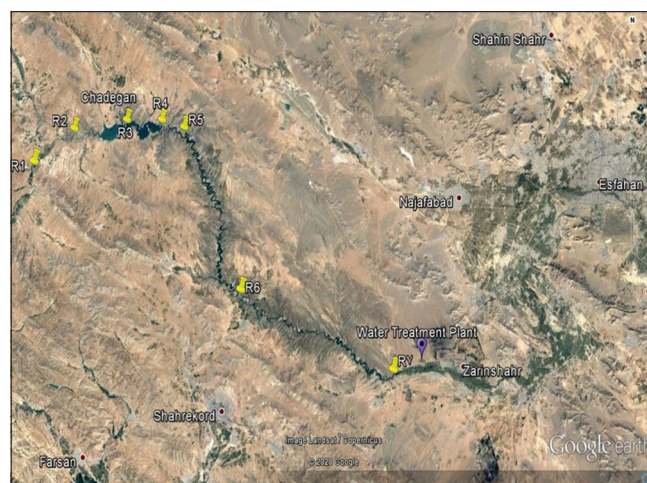 N
Shahin Shahr
Chadegan
R2
R4
R3
R5
R1
Esfahan
Najafabad
R6
Water Treatment Plant
R7
Zarinshahr
Shahrekord
Image Landsat / Copernicus
Google earth
Farsan
© 2020 Google